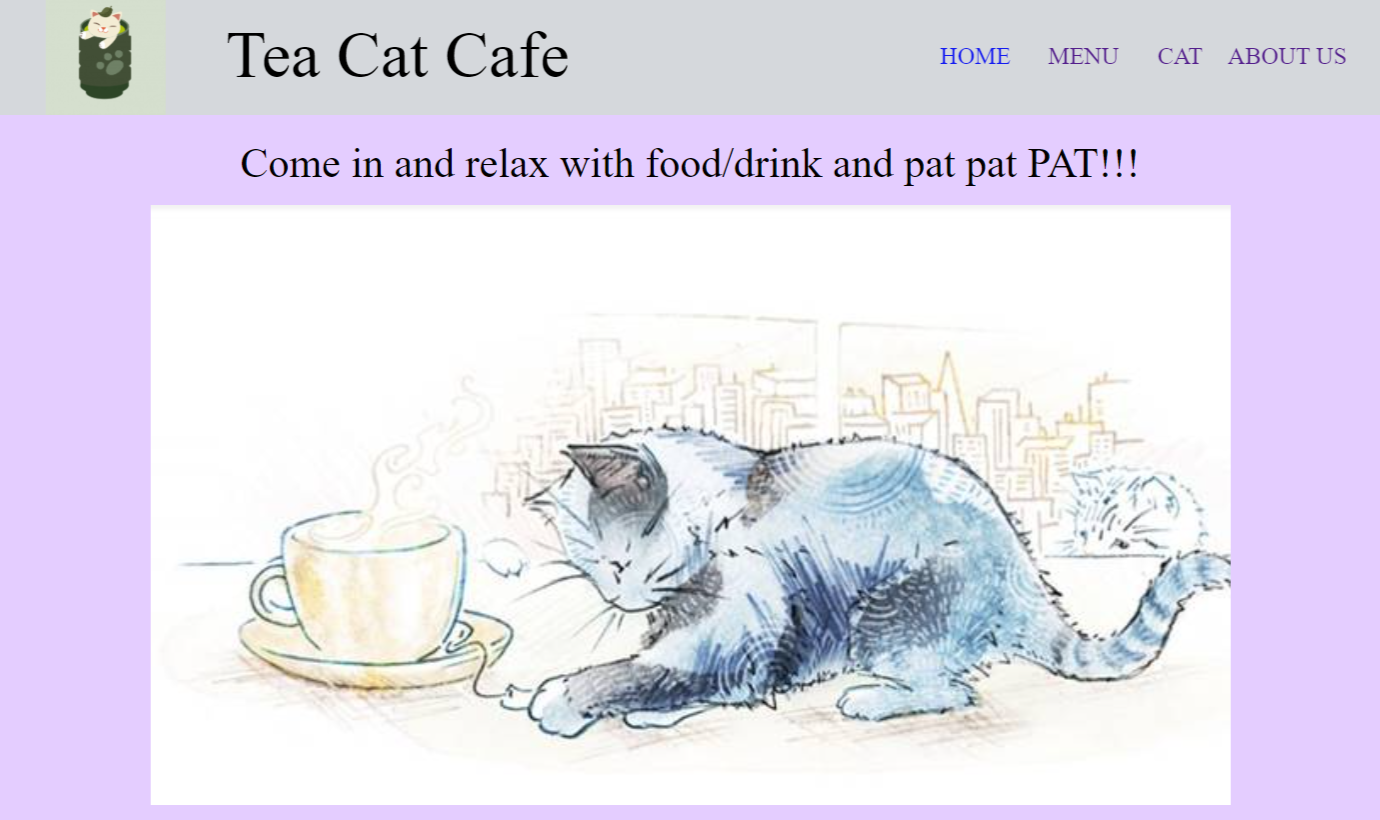 Tea Cat Cafe
HOME MENU CAT ABOUT US
Come in and relax with food/drink and pat pat PAT!!!